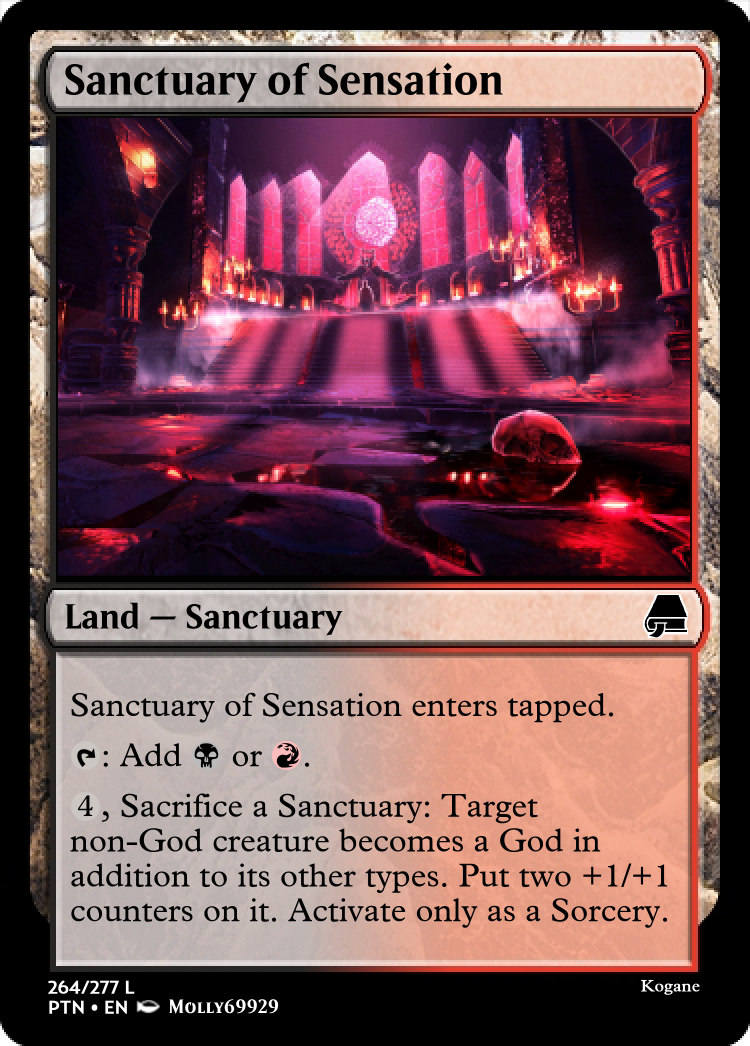 Sanctuary of Sensation
Land — Sanctuary
Sanctuary of Sensation enters tapped.
: Add or .
4, Sacrifice a Sanctuary: Target
non-God creature becomes a God in
addition to its other types. Put two +1/+1
counters on it. Activate only as a Sorcery.
264/277 L
Kogane
PTN • EN Molly69929